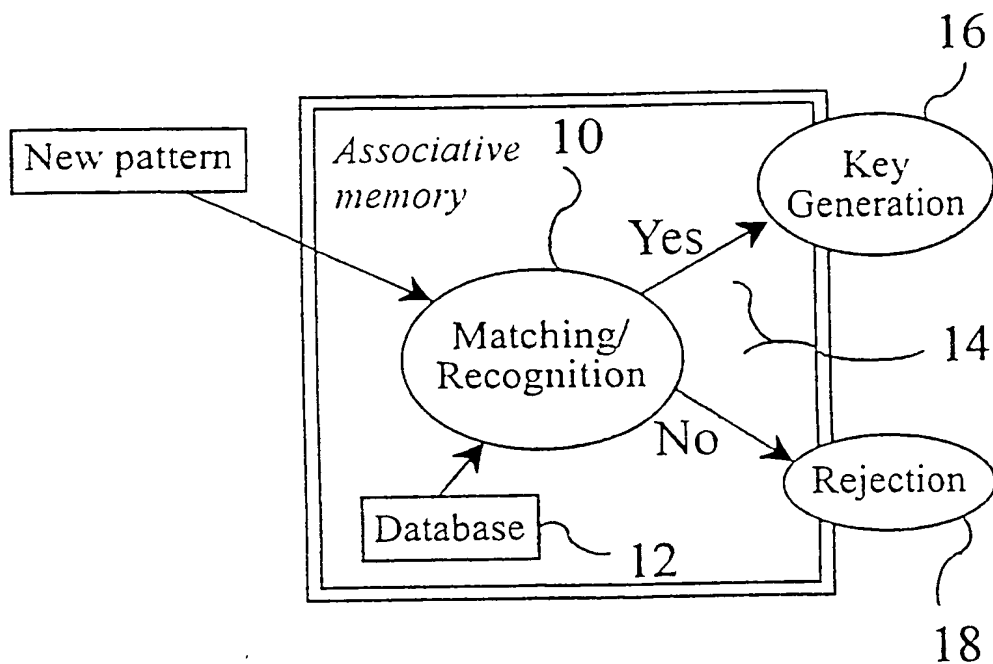 16
New pattern
Associative
memory
10
Key
Generation
Yes
Matching/
Recognition
14
No
Rejection
Database
12
18